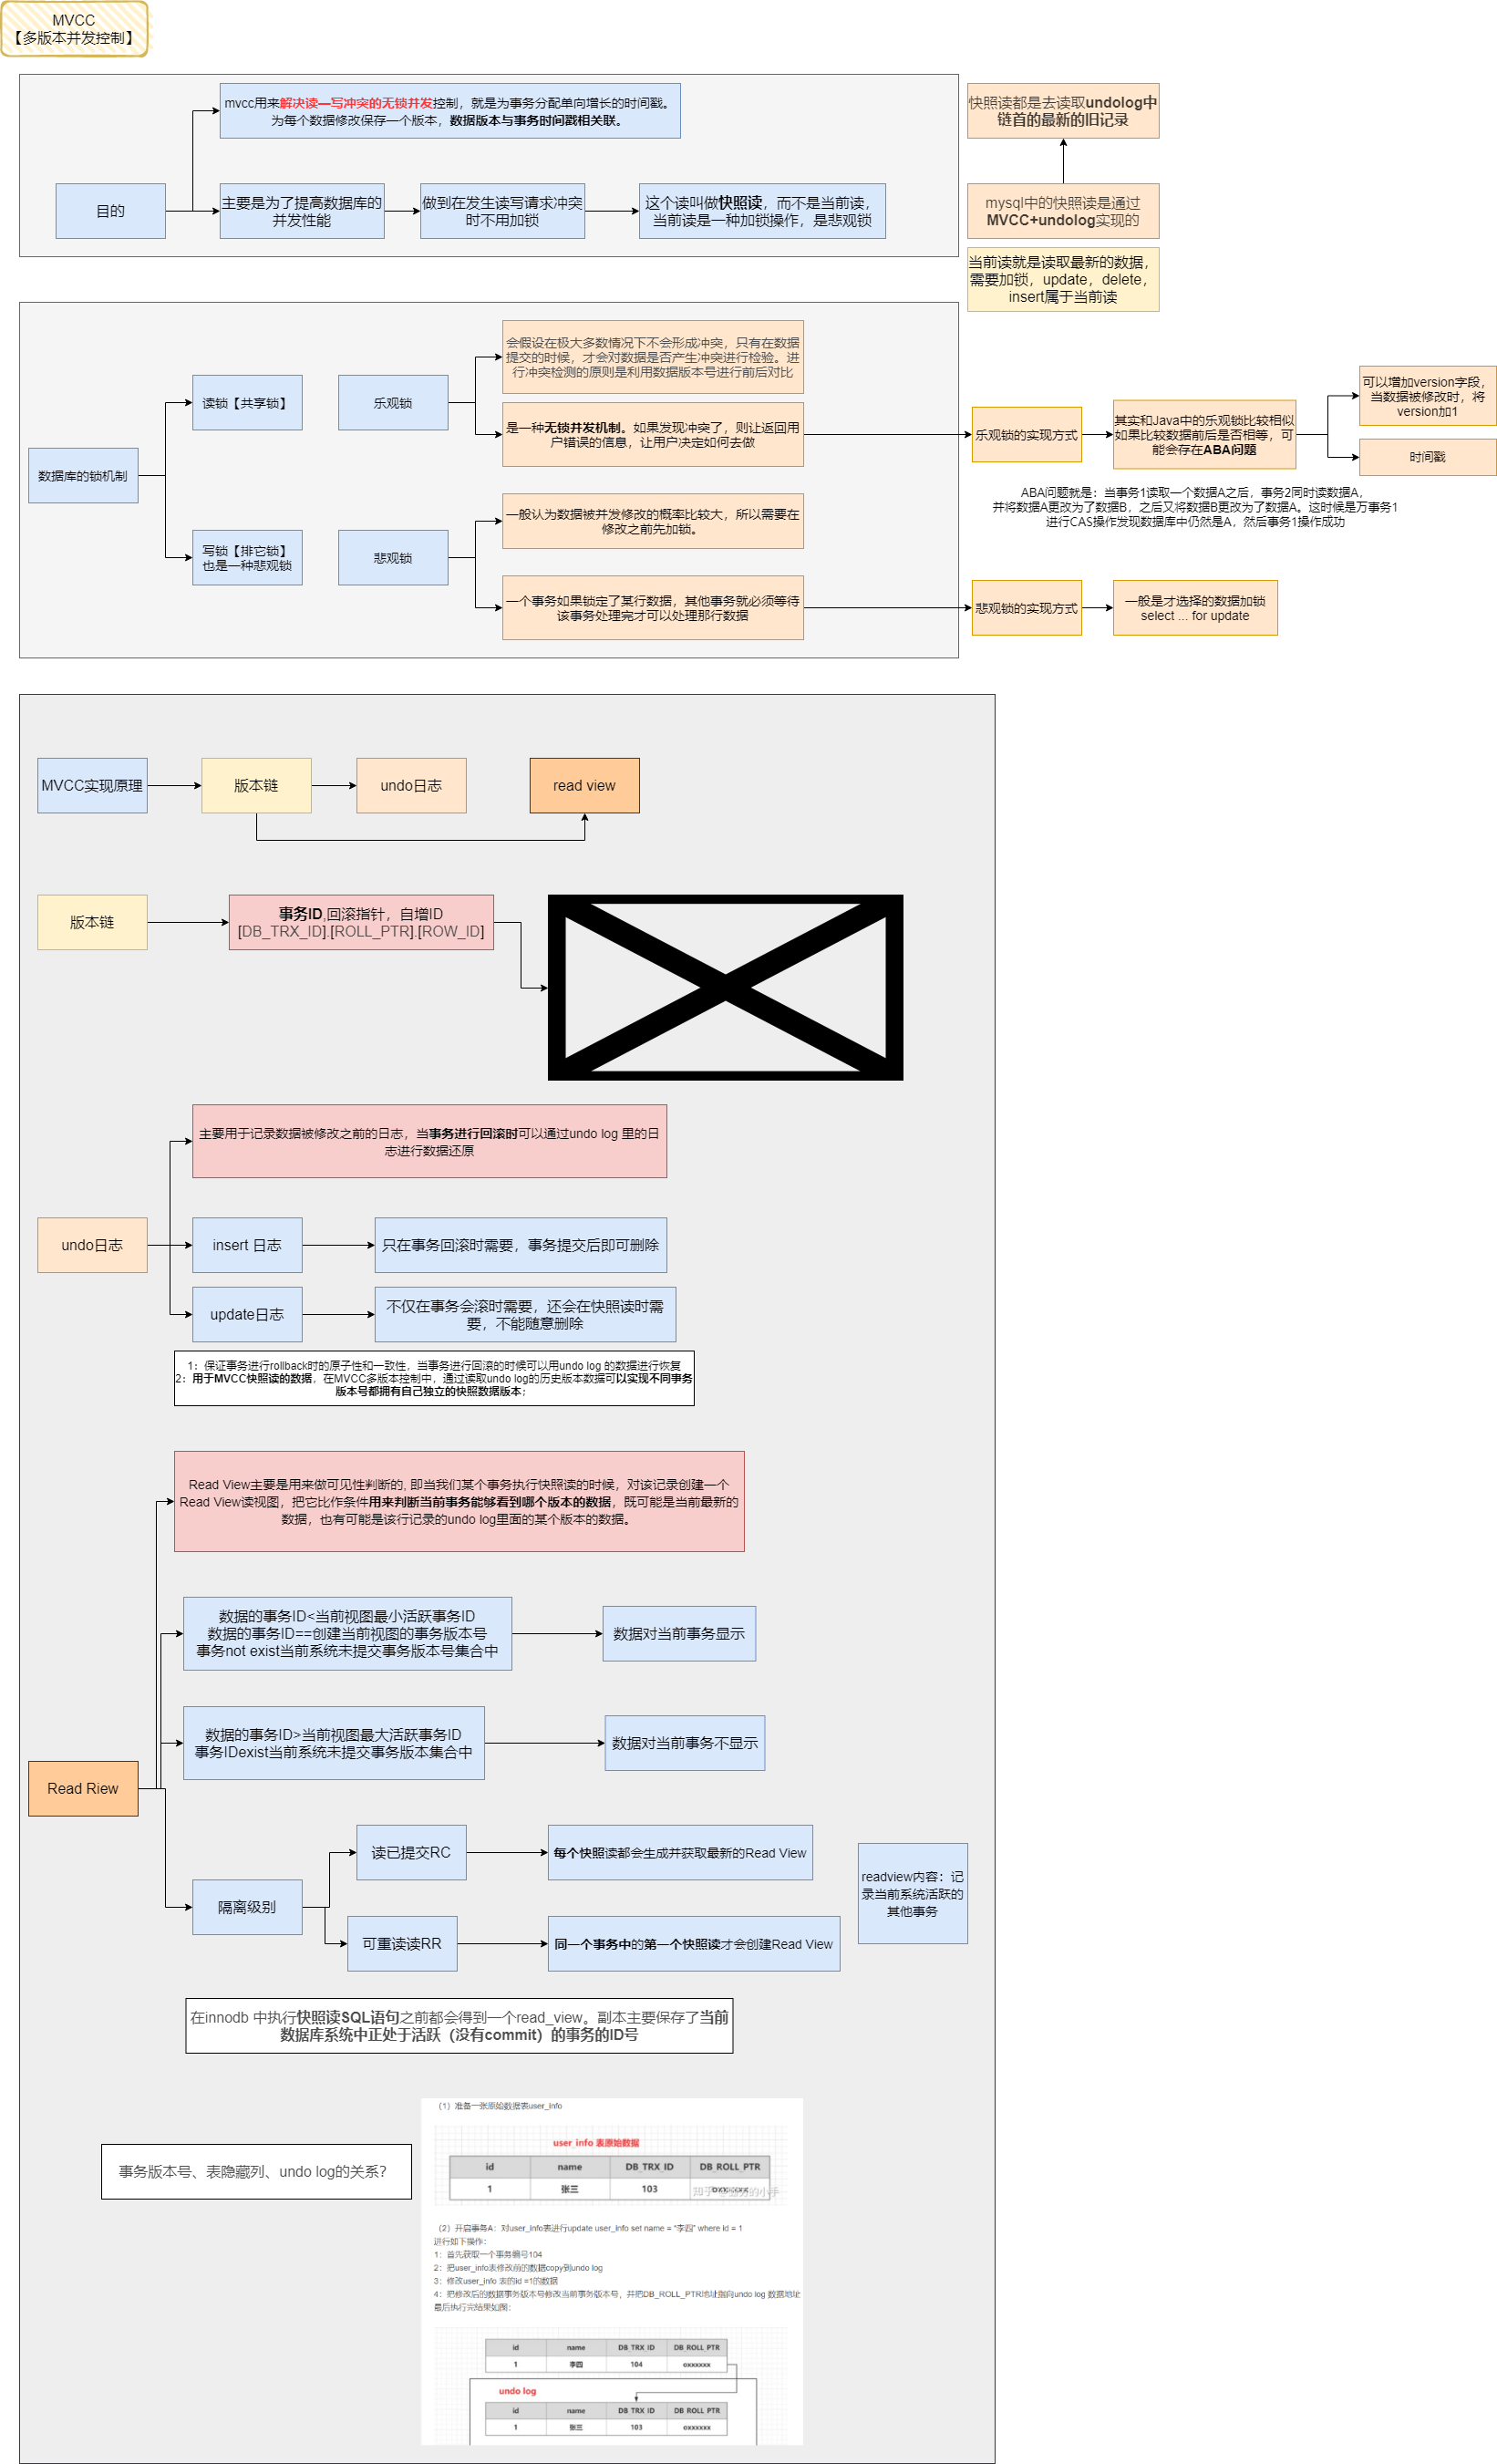 MVCC
【多版本并发控制】
mvcc用来解决读—写冲突的无锁并发控制，就是为事务分配单向增长的时间戳。
为每个数据修改保存一个版本，数据版本与事务时间戳相关联。
目的
主要是为了提高数据库的
并发性能
做到在发生读写请求冲突
时不用加锁
这个读叫做快照读，而不是当前读，
当前读是一种加锁操作，是悲观锁
快照读都是去读取undolog中
链首的最新的旧记录
mysql中的快照读是通过
MVCC+undolog实现的
当前读就是读取最新的数据，
需要加锁，update，delete，
insert属于当前读
数据库的锁机制
读锁【共享锁】
写锁【排它锁】
也是一种悲观锁
乐观锁
会假设在极大多数情况下不会形成冲突，只有在数据
提交的时候，才会对数据是否产生冲突进行检验。进
行冲突检测的原则是利用数据版本号进行前后对比
是一种无锁并发机制。如果发现冲突了，则让返回用
户错误的信息，让用户决定如何去做
乐观锁的实现方式
其实和Java中的乐观锁比较相似
如果比较数据前后是否相等，可
能会存在ABA问题
可以增加version字段，
当数据被修改时，将
version加1
时间戳
ABA问题就是：当事务1读取一个数据A之后，事务2同时读数据A，
并将数据A更改为了数据B，之后又将数据B更改为了数据A。这时候是万事务1
进行CAS操作发现数据库中仍然是A，然后事务1操作成功
悲观锁
一般认为数据被并发修改的概率比较大，所以需要在
修改之前先加锁。
一个事务如果锁定了某行数据，其他事务就必须等待
该事务处理完才可以处理那行数据
悲观锁的实现方式
一般是才选择的数据加锁
select ... for update
MVCC实现原理
版本链
undo日志
read view
版本链
事务ID,回滚指针，自增ID
[DB_TRX_ID].[ROLL_PTR].[ROW_ID]
主要用于记录数据被修改之前的日志，当事务进行回滚时可以通过undo log 里的日
志进行数据还原
undo日志
insert 日志
只在事务回滚时需要，事务提交后即可删除
update日志
不仅在事务会滚时需要，还会在快照读时需
要，不能随意删除
1：保证事务进行rollback时的原子性和一致性，当事务进行回滚的时候可以用undo log 的数据进行恢复
2：用于MVCC快照读的数据，在MVCC多版本控制中，通过读取undo log的历史版本数据可以实现不同事务
版本号都拥有自己独立的快照数据版本；
Read View主要是用来做可见性判断的, 即当我们某个事务执行快照读的时候，对该记录创建一个
Read View读视图，把它比作条件用来判断当前事务能够看到哪个版本的数据，既可能是当前最新的
数据，也有可能是该行记录的undo log里面的某个版本的数据。
数据的事务ID<当前视图最小活跃事务ID
数据的事务ID==创建当前视图的事务版本号
事务not exist当前系统未提交事务版本号集合中
数据对当前事务显示
数据的事务ID>当前视图最大活跃事务ID
事务IDexist当前系统未提交事务版本集合中
数据对当前事务不显示
Read Riew
隔离级别
读已提交RC
每个快照读都会生成并获取最新的Read View
可重读读RR
同一个事务中的第一个快照读才会创建Read View
readview内容：记
录当前系统活跃的
其他事务
在innodb 中执行快照读SQL语句之前都会得到一个read_view。副本主要保存了当前
数据库系统中正处于活跃（没有commit）的事务的ID号
事务版本号、表隐藏列、undo log的关系？
（1）准备一张原始数据表user_info
user_info 表原始数据
id name DB_TRX_ID DB_ROLL_PTR
1 张三 103 oxxxxxx
（2）开启事务A：对user_info表进行update user_info set name = “李四” where id = 1
进行如下操作：
1：首先获取一个事务编号104
2：把user_info表修改前的数据copy到undo log
3：修改user_info 表的id =1的数据
4：把修改后的数据事务版本号修改当前事务版本号，并把DB_ROLL_PTR地址指向undo log 数据地址
最后执行完结果如图：
id name DB_TRX_ID DB_ROLL_PTR
1 李四 104 oxxxxxx
undo log
id name DB_TRX_ID DB_ROLL_PTR
1 张三 103 oxxxxxx